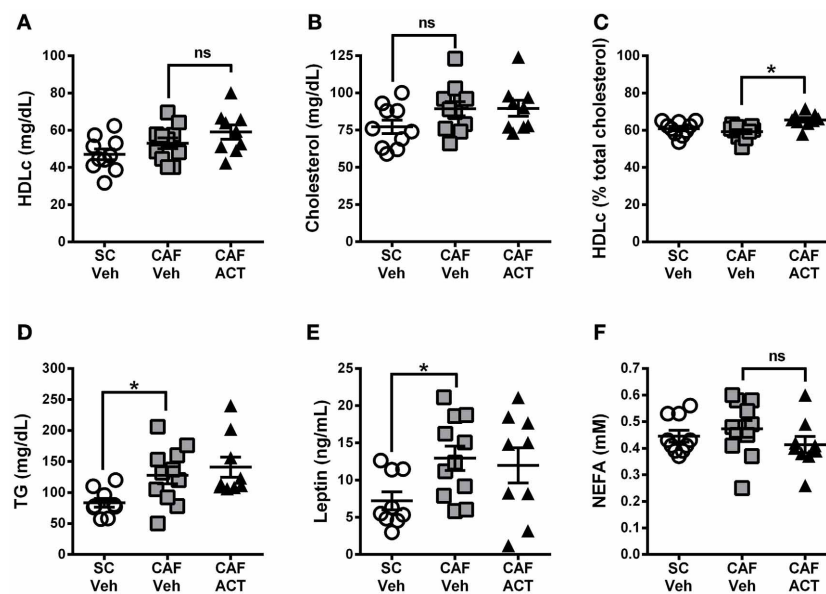 A
HDLc (mg/dL)
100
80
60
40
20
0
ns
SC Veh
CAF Veh
CAF ACT
B
Cholesterol (mg/dL)
125
100
75
50
25
0
ns
SC Veh
CAF Veh
CAF ACT
C
HDLc (% total cholesterol)
100
80
60
40
20
0
*
SC Veh
CAF Veh
CAF ACT
D
TG (mg/dL)
300
250
200
150
100
50
0
*
SC Veh
CAF Veh
CAF ACT
E
Leptin (ng/mL)
25
20
15
10
5
0
*
SC Veh
CAF Veh
CAF ACT
F
NEFA (mM)
0.7
0.6
0.5
0.4
0.3
0.2
0.1
0.0
ns
SC Veh
CAF Veh
CAF ACT